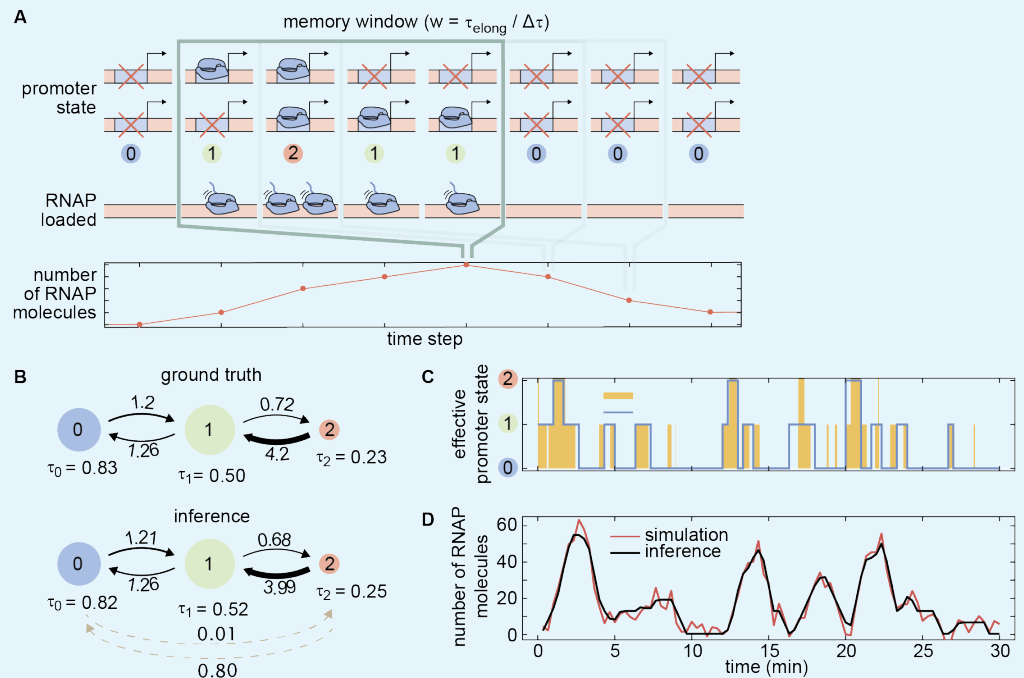 A
memory window (w = τelong / Δτ)
promoter
state
0 1 2 1 1 0 0 0
RNAP
loaded
number
of RNAP
molecules
time step
B
ground truth
0 1.2 1.26 1 0.72 4.2 2
τ0 = 0.83 τ1 = 0.50 τ2 = 0.23
inference
0 1.21 1.26 1 0.68 3.99 2
τ0 = 0.82 τ1 = 0.52 τ2 = 0.25
0.01
0.80
C
effective
promoter state
2
1
0
D
number of RNAP
molecules
60
40
20
0
simulation
inference
0 5 10 15 20 25 30
time (min)